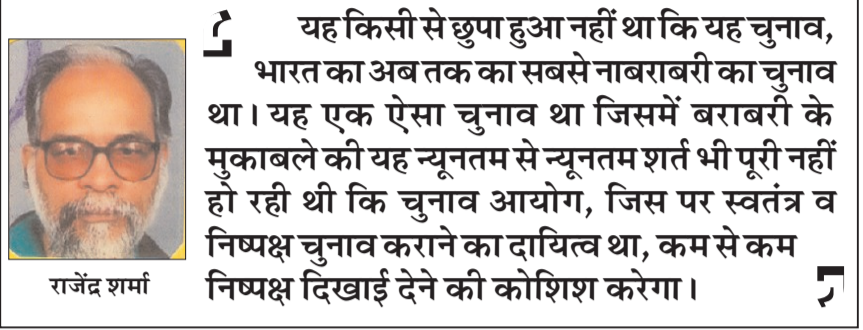 यह किसी से छुपा हुआ नहीं था कि यह चुनाव,
भारत का अब तक का सबसे नाबराबरी का चुनाव
था। यह एक ऐसा चुनाव था जिसमें बराबरी के
मुकाबले की यह न्यूनतम से न्यूनतम शर्त भी पूरी नहीं
हो रही थी कि चुनाव आयोग, जिस पर स्वतंत्र व
निष्पक्ष चुनाव कराने का दायित्व था, कम से कम
निष्पक्ष दिखाई देने की कोशिश करेगा।
राजेंद्र शर्मा